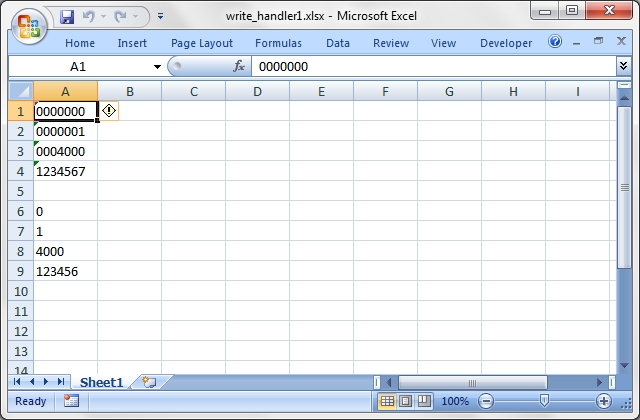 write_handler1.xlsx - Microsoft Excel
Home Insert Page Layout Formulas Data Review View Developer
A1 fx 0000000
A B C D E F G H I
1 0000000
2 0000001
3 0004000
4 1234567
5
6 0
7 1
8 4000
9 123456
10
11
12
13
14
Sheet1
Ready 100%